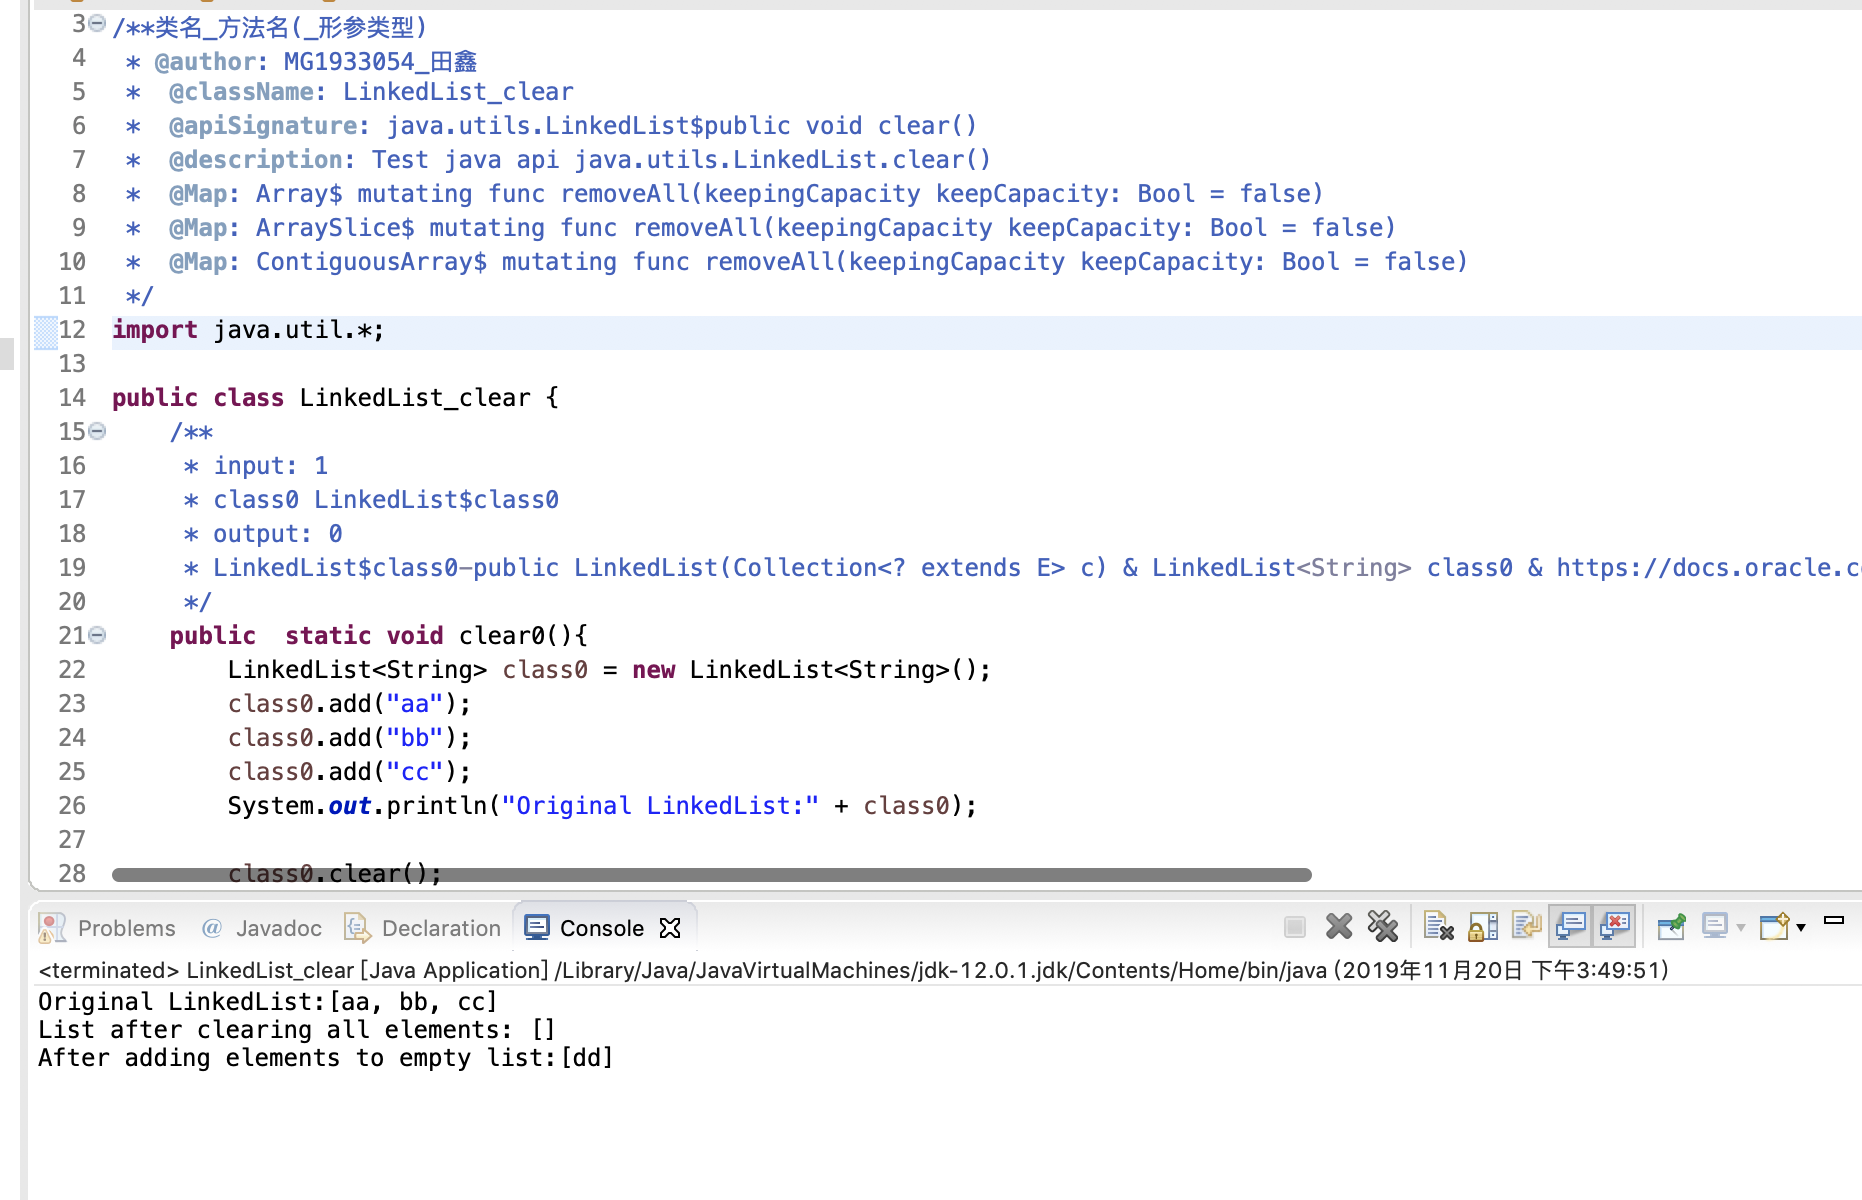 3 /**类名_方法名(_形参类型)
4  * @author: MG1933054_田鑫
5  *  @className: LinkedList_clear
6  *  @apiSignature: java.utils.LinkedList$public void clear()
7  *  @description: Test java api java.utils.LinkedList.clear()
8  *  @Map: Array$ mutating func removeAll(keepingCapacity keepCapacity: Bool = false)
9  *  @Map: ArraySlice$ mutating func removeAll(keepingCapacity keepCapacity: Bool = false)
10  *  @Map: ContiguousArray$ mutating func removeAll(keepingCapacity keepCapacity: Bool = false)
11  */
12 import java.util.*;
13
14 public class LinkedList_clear {
15     /**
16      * input: 1
17      * class0 LinkedList$class0
18      * output: 0
19      * LinkedList$class0-public LinkedList(Collection<? extends E> c) & LinkedList<String> class0 & https://docs.oracle.c
20      */
21     public  static void clear0(){
22         LinkedList<String> class0 = new LinkedList<String>();
23         class0.add("aa");
24         class0.add("bb");
25         class0.add("cc");
26         System.out.println("Original LinkedList:" + class0);
27
28         class0.clear();
Problems @ Javadoc Declaration Console
<terminated> LinkedList_clear [Java Application] /Library/Java/JavaVirtualMachines/jdk-12.0.1.jdk/Contents/Home/bin/java (2019年11月20日 下午3:49:51)
Original LinkedList:[aa, bb, cc]
List after clearing all elements: []
After adding elements to empty list:[dd]